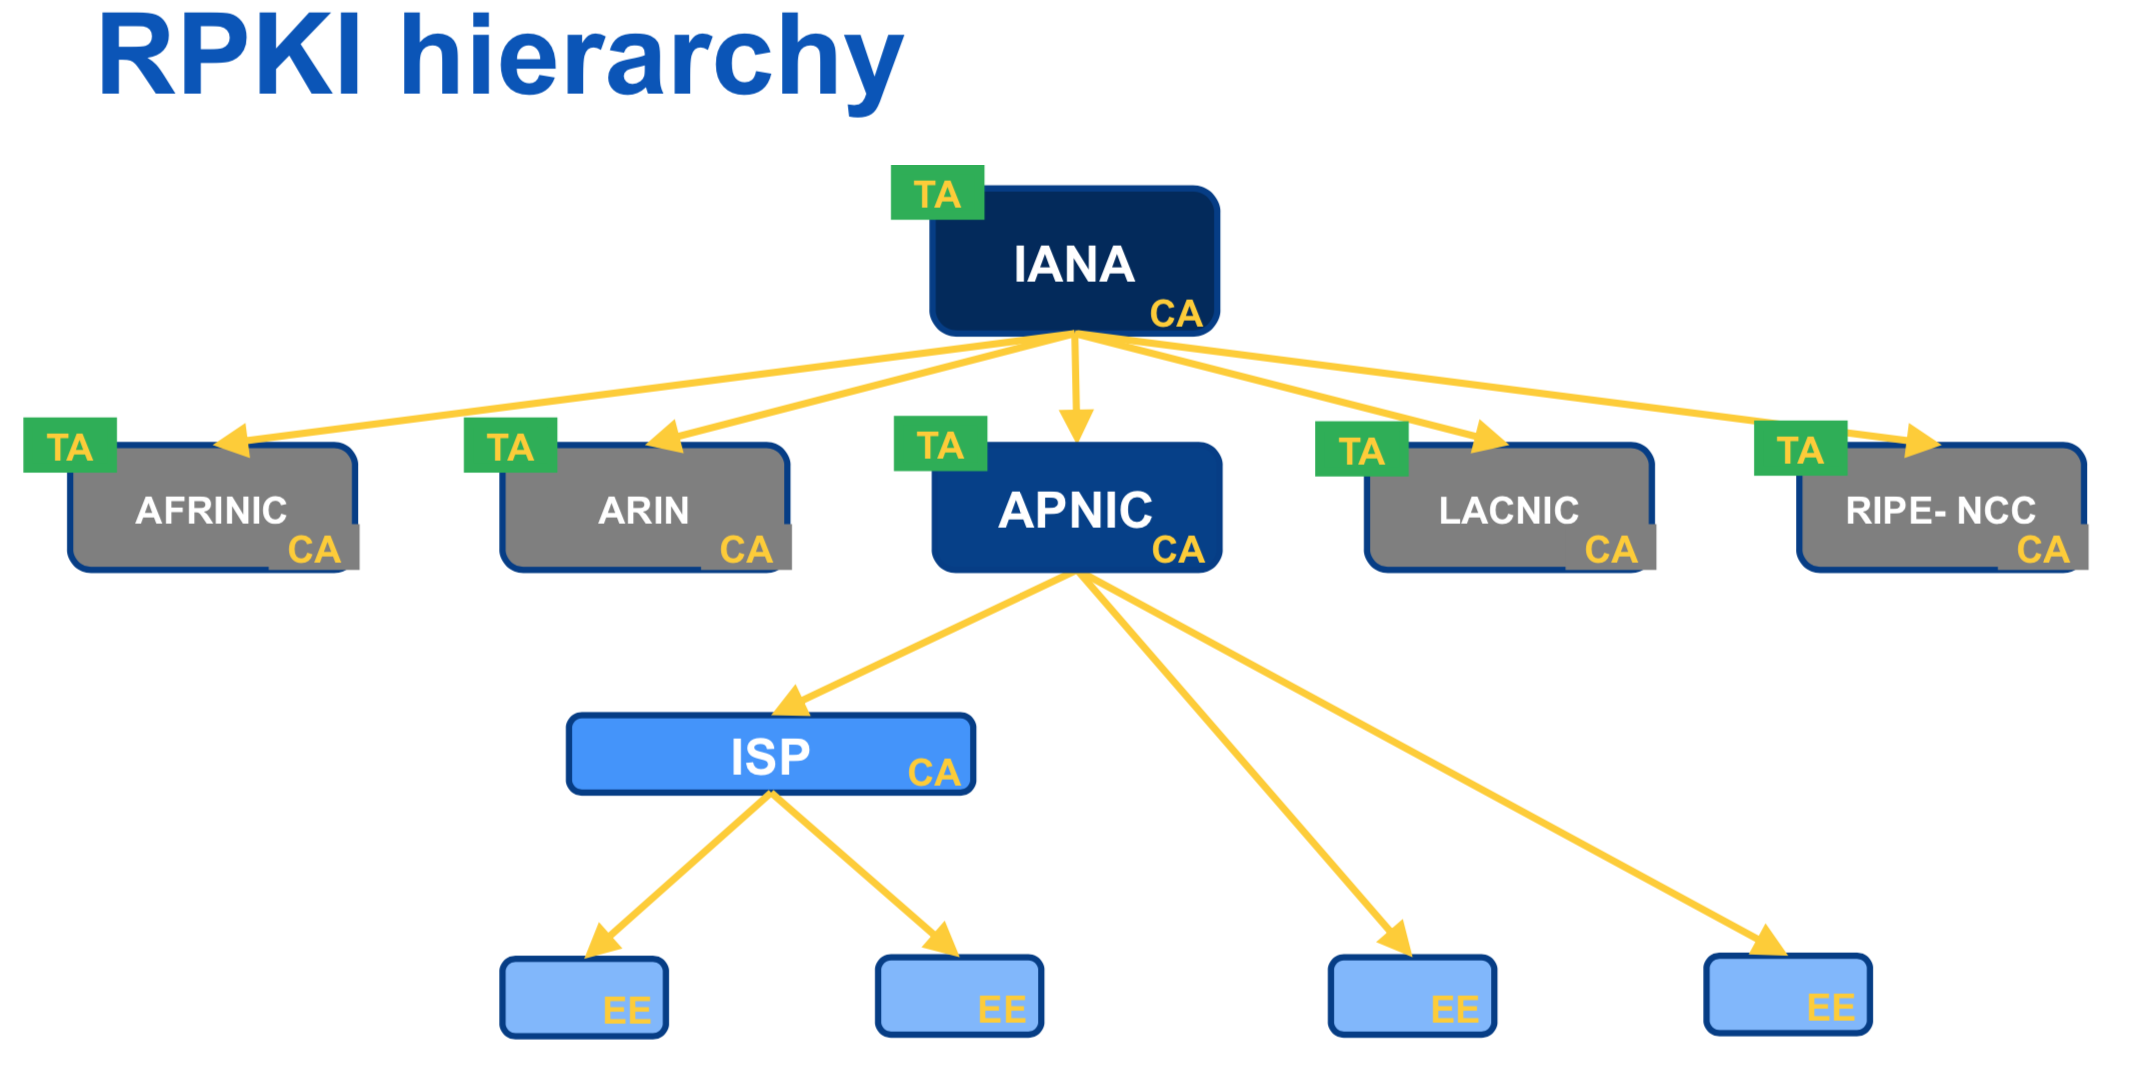 RPKI hierarchy
TA
IANA
CA
TA
AFRINIC
CA
TA
ARIN
CA
TA
APNIC
CA
TA
LACNIC
CA
TA
RIPE- NCC
CA
ISP
CA
EE
EE
EE
EE